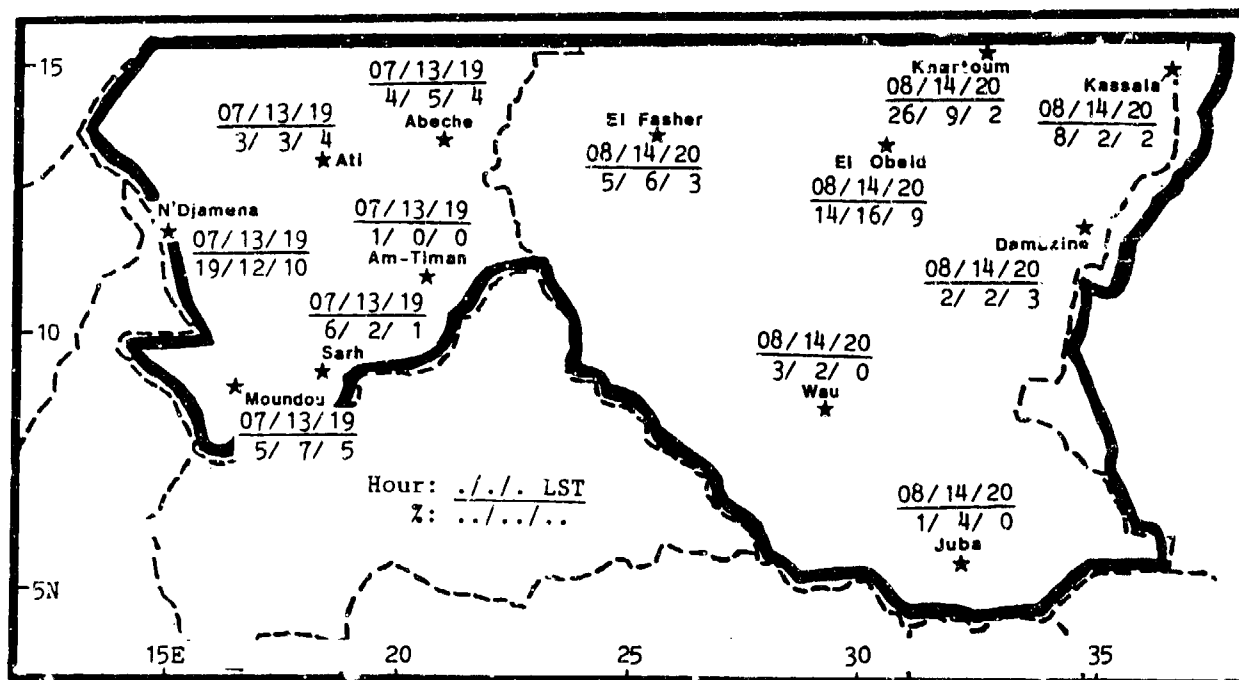 15
07/13/19
4/ 5/ 4
Abeche
07/13/19
3/ 3/ 4
Ati
El Fasher
08/14/20
5/ 6/ 3
Khartoum
08/14/20
26/ 9/ 2
Kassala
08/14/20
8/ 2/ 2
El Obeid
08/14/20
14/16/ 9
N'Djamena
07/13/19
19/12/10
07/13/19
1/ 0/ 0
Am-Timan
Damazine
08/14/20
2/ 2/ 3
10
07/13/19
6/ 2/ 1
Sarh
Moundou
07/13/19
5/ 7/ 5
08/14/20
3/ 2/ 0
Wau
Hour: ././. LST
%: ../../..
08/14/20
1/ 4/ 0
Juba
5N
15E 20 25 30 35